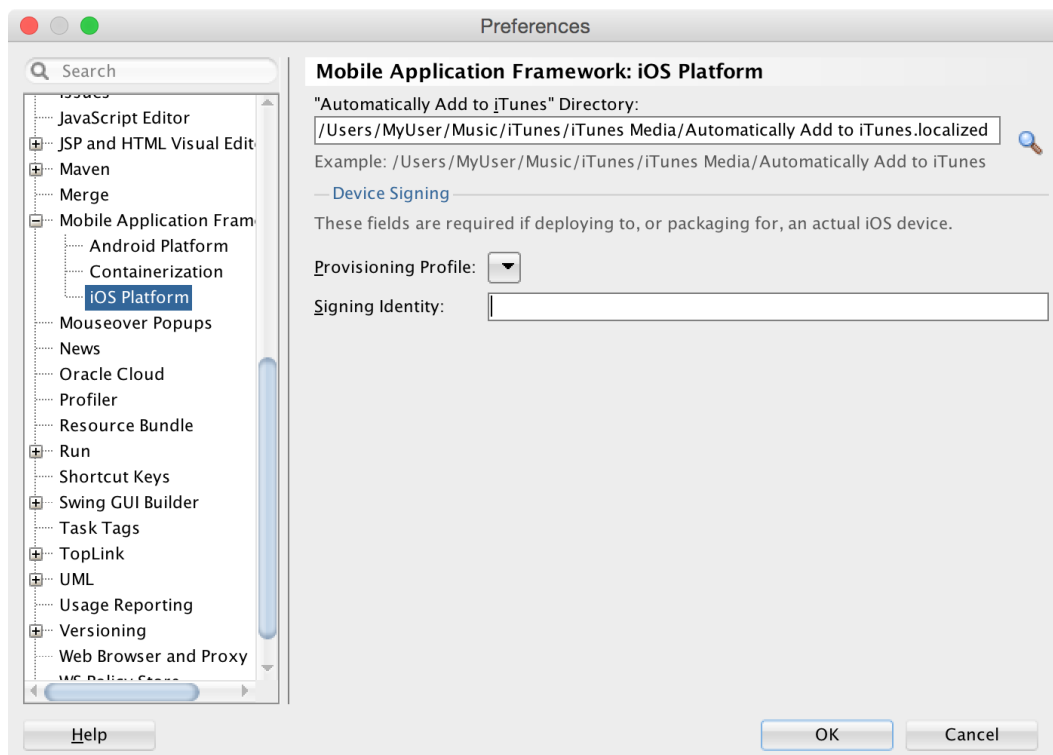 Preferences
Search
Issues
JavaScript Editor
JSP and HTML Visual Edit
Maven
Merge
Mobile Application Fram
Android Platform
Containerization
iOS Platform
Mouseover Popups
News
Oracle Cloud
Profiler
Resource Bundle
Run
Shortcut Keys
Swing GUI Builder
Task Tags
TopLink
UML
Usage Reporting
Versioning
Web Browser and Proxy
WS Policy Store
Mobile Application Framework: iOS Platform
"Automatically Add to iTunes" Directory:
/Users/MyUser/Music/iTunes/iTunes Media/Automatically Add to iTunes.localized
Example: /Users/MyUser/Music/iTunes/iTunes Media/Automatically Add to iTunes
Device Signing
These fields are required if deploying to, or packaging for, an actual iOS device.
Provisioning Profile:
Signing Identity:
Help
OK
Cancel